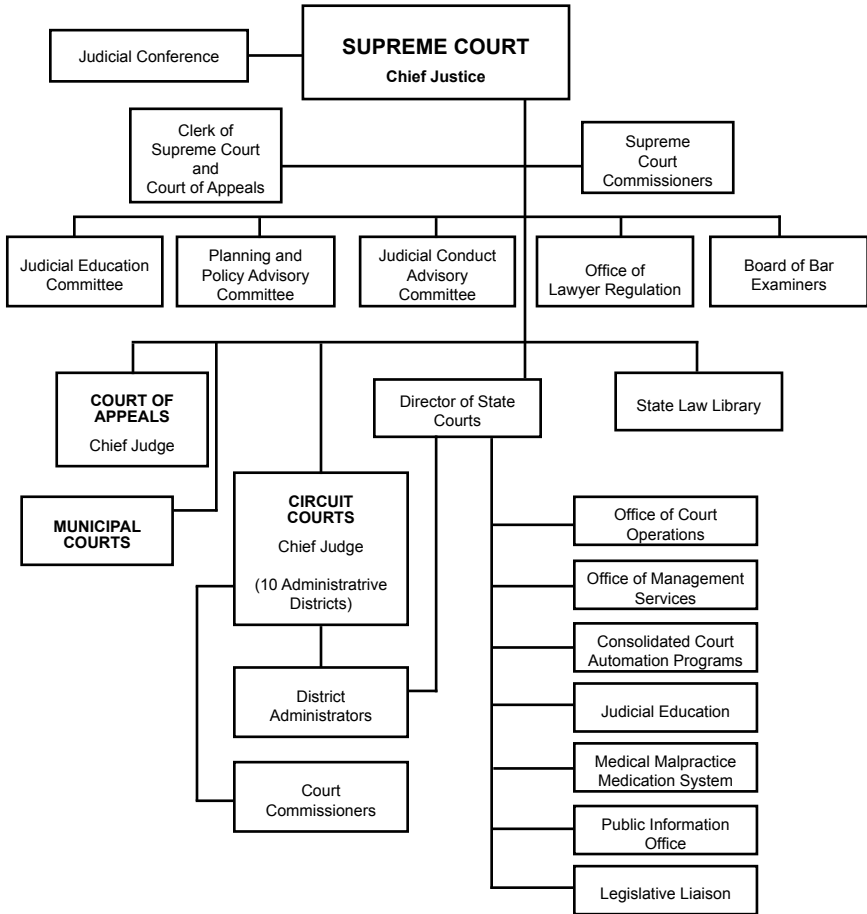 SUPREME COURT
Chief Justice
Judicial Conference
Clerk of
Supreme Court
and
Court of Appeals
Supreme
Court
Commissioners
Judicial Education
Committee
Planning and
Policy Advisory
Committee
Judicial Conduct
Advisory
Committee
Office of
Lawyer Regulation
Board of Bar
Examiners
COURT OF
APPEALS
Chief Judge
Director of State
Courts
State Law Library
MUNICIPAL
COURTS
CIRCUIT
COURTS
Chief Judge
(10 Administratrive
Districts)
District
Administrators
Court
Commissioners
Office of Court
Operations
Office of Management
Services
Consolidated Court
Automation Programs
Judicial Education
Medical Malpractice
Medication System
Public Information
Office
Legislative Liaison